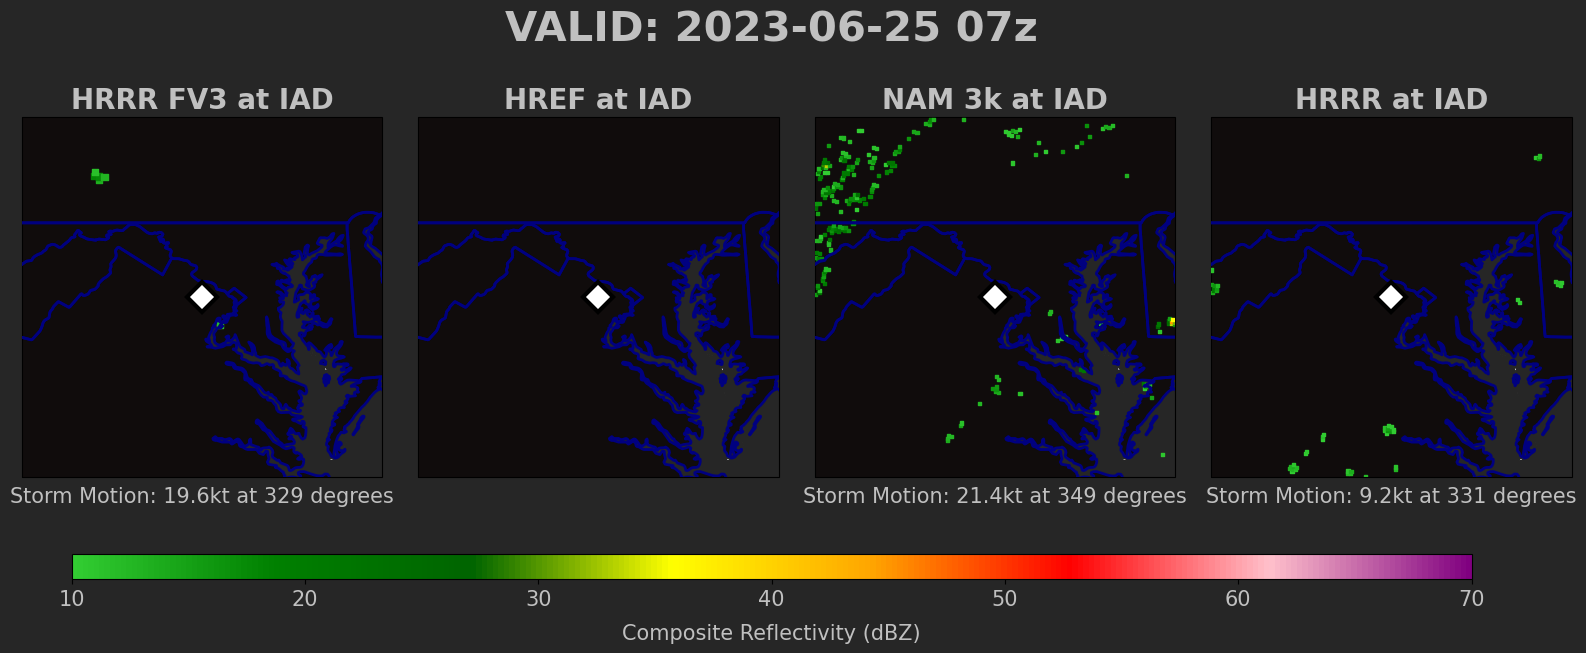 VALID: 2023-06-25 07z
HRRR FV3 at IAD
HREF at IAD
NAM 3k at IAD
HRRR at IAD
Storm Motion: 19.6kt at 329 degrees
Storm Motion: 21.4kt at 349 degrees
Storm Motion: 9.2kt at 331 degrees
10 20 30 40 50 60 70
Composite Reflectivity (dBZ)